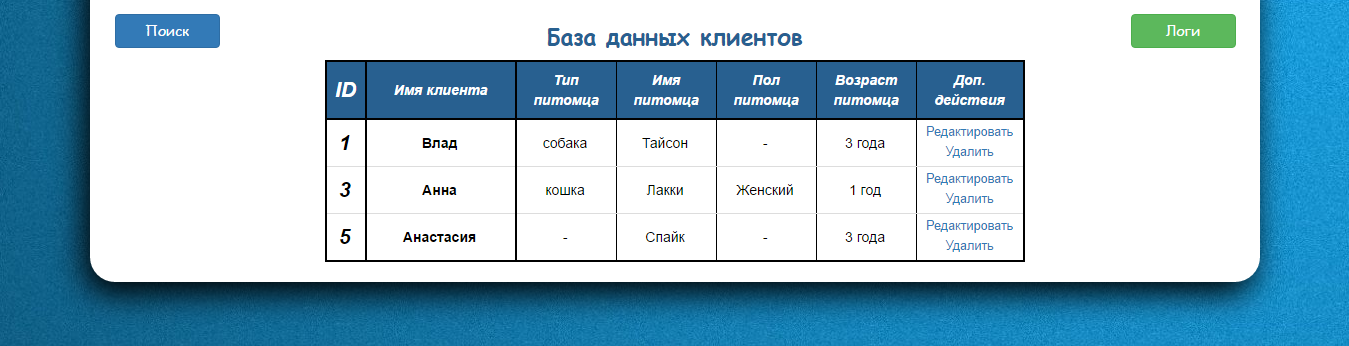 Поиск
База данных клиентов
Логи
ID
Имя клиента
Тип питомца
Имя питомца
Пол питомца
Возраст питомца
Доп. действия
1
Влад
собака
Тайсон
-
3 года
Редактировать
Удалить
3
Анна
кошка
Лакки
Женский
1 год
Редактировать
Удалить
5
Анастасия
-
Спайк
-
3 года
Редактировать
Удалить